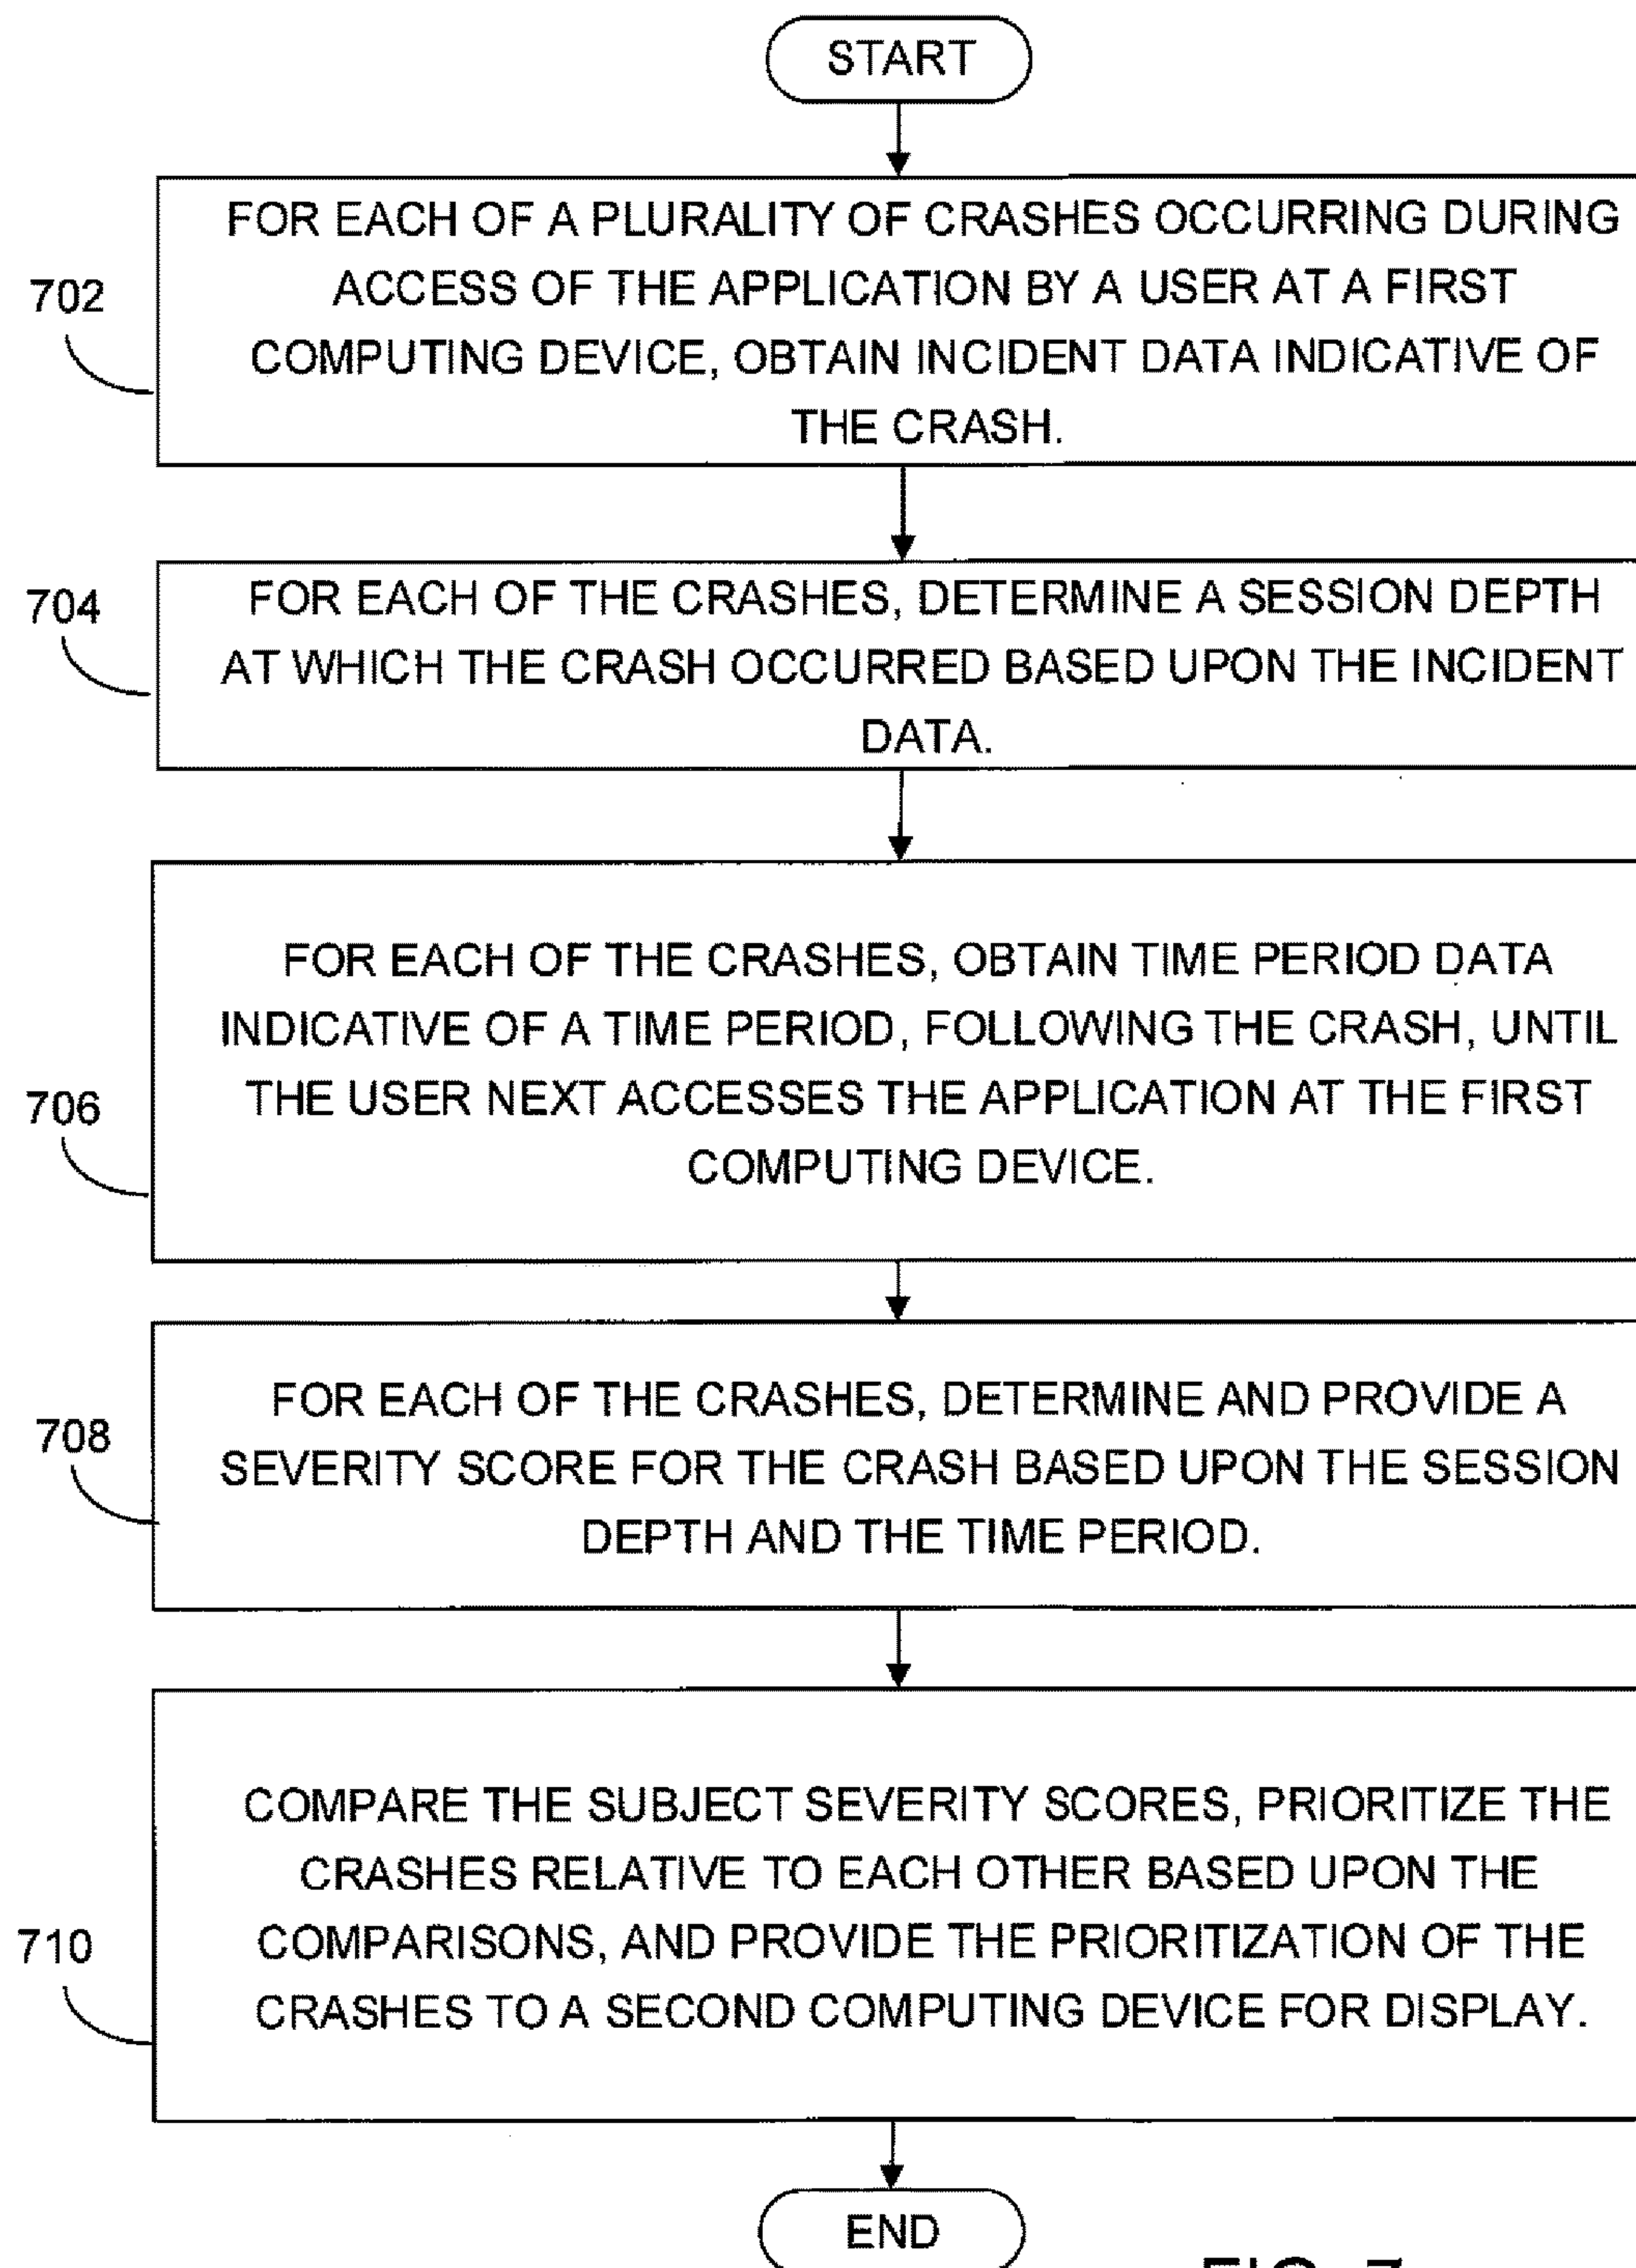 START
702
FOR EACH OF A PLURALITY OF CRASHES OCCURRING DURING
ACCESS OF THE APPLICATION BY A USER AT A FIRST
COMPUTING DEVICE, OBTAIN INCIDENT DATA INDICATIVE OF
THE CRASH.
704
FOR EACH OF THE CRASHES, DETERMINE A SESSION DEPTH
AT WHICH THE CRASH OCCURRED BASED UPON THE INCIDENT
DATA.
706
FOR EACH OF THE CRASHES, OBTAIN TIME PERIOD DATA
INDICATIVE OF A TIME PERIOD, FOLLOWING THE CRASH, UNTIL
THE USER NEXT ACCESSES THE APPLICATION AT THE FIRST
COMPUTING DEVICE.
708
FOR EACH OF THE CRASHES, DETERMINE AND PROVIDE A
SEVERITY SCORE FOR THE CRASH BASED UPON THE SESSION
DEPTH AND THE TIME PERIOD.
710
COMPARE THE SUBJECT SEVERITY SCORES, PRIORITIZE THE
CRASHES RELATIVE TO EACH OTHER BASED UPON THE
COMPARISONS, AND PROVIDE THE PRIORITIZATION OF THE
CRASHES TO A SECOND COMPUTING DEVICE FOR DISPLAY.
END